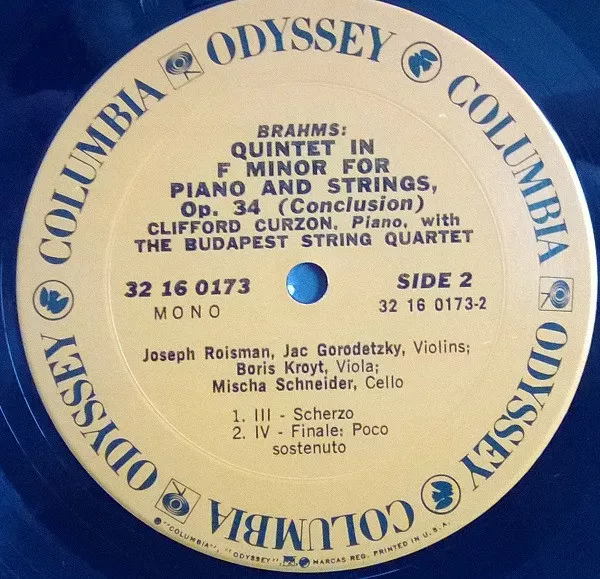 COLUMBIA ODYSSEY COLUMBIA ODYSSEY COLUMBIA ODYSSEY
BRAHMS:
QUINTET IN
F MINOR FOR
PIANO AND STRINGS,
Op. 34 (Conclusion)
CLIFFORD CURZON, Piano, with
THE BUDAPEST STRING QUARTET
32 16 0173
MONO
SIDE 2
32 16 0173-2
Joseph Roisman, Jac Gorodetzky, Violins;
Boris Kroyt, Viola;
Mischa Schneider, Cello
1. III - Scherzo
2. IV - Finale: Poco
sostenuto
® "COLUMBIA", "ODYSSEY", MARCAS REG. PRINTED IN U.S.A.